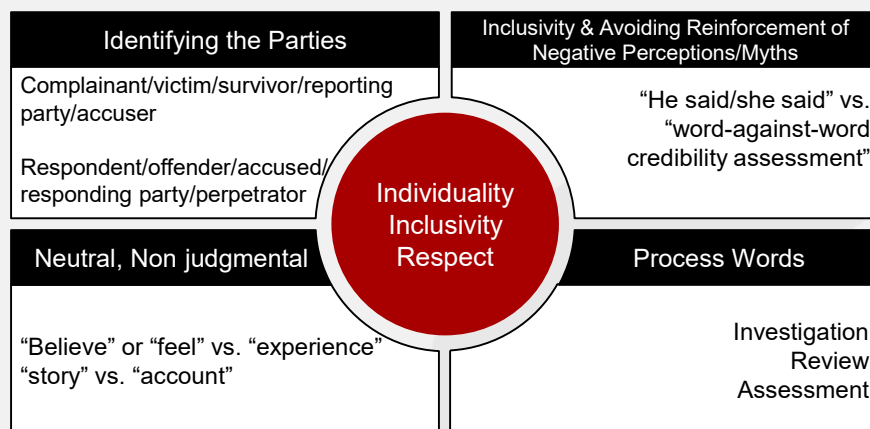 Identifying the Parties
Complainant/victim/survivor/reporting
party/accuser
Respondent/offender/accused/
responding party/perpetrator
Inclusivity & Avoiding Reinforcement of
Negative Perceptions/Myths
“He said/she said” vs.
“word-against-word
credibility assessment”
Individuality
Inclusivity
Respect
Neutral, Non judgmental
“Believe” or “feel” vs. “experience”
“story” vs. “account”
Process Words
Investigation
Review
Assessment